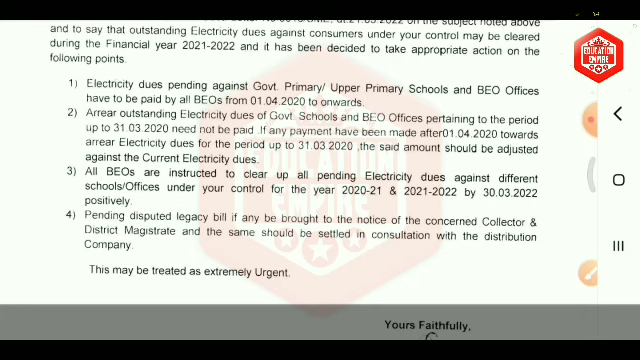 on the subject noted above
and to say that outstanding Electricity dues against consumers under your control may be cleared
during the Financial year 2021-2022 and it has been decided to take appropriate action on the
following points.
1) Electricity dues pending against Govt. Primary/ Upper Primary Schools and BEO Offices
have to be paid by all BEOs from 01.04.2020 to onwards.
2) Arrear outstanding Electricity dues of Govt. Schools and BEO Offices pertaining to the period
up to 31.03.2020 need not be paid .If any payment have been made after01.04.2020 towards
arrear Electricity dues for the period up to 31.03.2020 ,the said amount should be adjusted
against the Current Electricity dues.
3) All BEOs are instructed to clear up all pending Electricity dues against different
schools/Offices under your control for the year 2020-21 & 2021-2022 by 30.03.2022
positively.
4) Pending disputed legacy bill if any be brought to the notice of the concerned Collector &
District Magistrate and the same should be settled in consultation with the distribution
Company.
This may be treated as extremely Urgent.
Yours Faithfully,
EDUCATION
EMPIRE
EDUCATION
EMPIRE